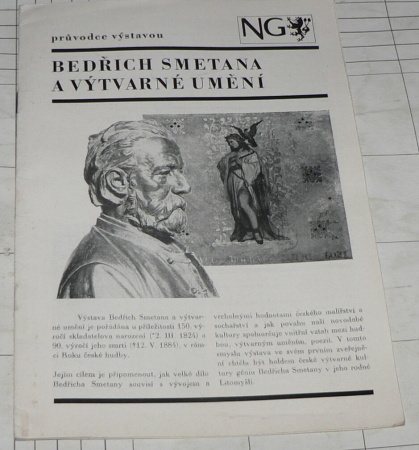 průvodce výstavou
NG
BEDŘICH SMETANA
A VÝTVARNÉ UMĚNÍ
Výstava Bedřich Smetana a výtvar-
né umění je pořádána u příležitosti 150. vý-
ročí skladatelova narození (*2. III. 1824) a
90. výročí jeho smrti (†12. V. 1884), v rám-
ci Roku české hudby.
Jejím cílem je připomenout, jak velké dílo
Bedřicha Smetany souvisí s vývojem a
vrcholnými hodnotami českého malířství a
sochařství a jak povaha naší novodobé
kultury spoluurčuje vnitřní vztah mezi hud-
bou, výtvarným uměním, poezií. V tomto
smyslu výstava ve svém prvním zveřejně-
ní chtěla být holdem české výtvarné kul-
tury géniu Bedřicha Smetany v jeho rodné
Litomyšli.